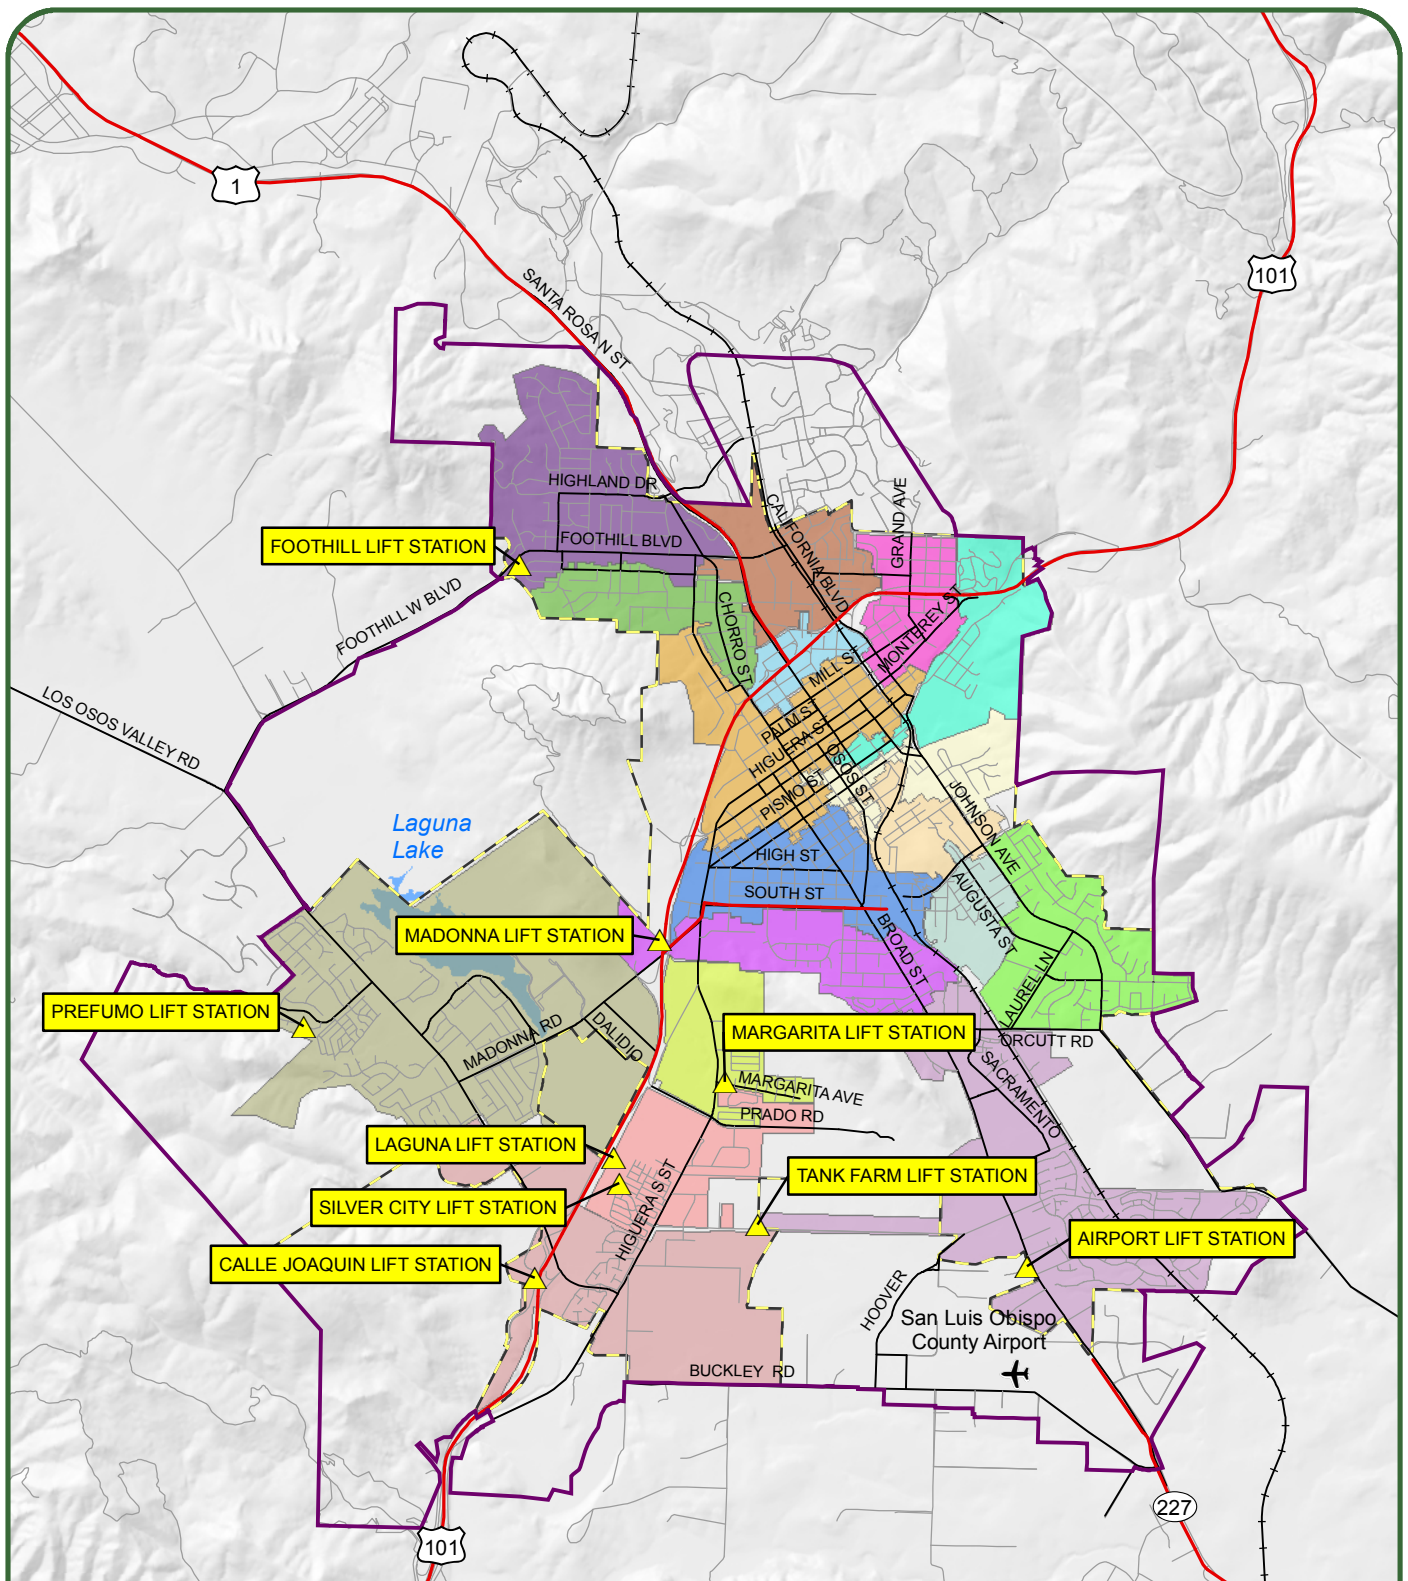 1
101
SANTA ROSA N ST
HIGHLAND DR
GRAND AVE
CALIFORNIA BLVD
FOOTHILL LIFT STATION
FOOTHILL BLVD
FOOTHILL W BLVD
CHORRO ST
MONTEREY ST
MILL ST
LOS OSOS VALLEY RD
PALM ST
HIGUERA ST
OSOS ST
PISMO ST
JOHNSON AVE
Laguna
Lake
HIGH ST
SOUTH ST
AUGUSTA ST
MADONNA LIFT STATION
BROAD ST
LAUREL LN
PREFUMO LIFT STATION
MADONNA RD
DALIDIO
MARGARITA LIFT STATION
ORCUTT RD
SACRAMENTO
MARGARITA AVE
PRADO RD
LAGUNA LIFT STATION
TANK FARM LIFT STATION
SILVER CITY LIFT STATION
HIGUERA S ST
AIRPORT LIFT STATION
CALLE JOAQUIN LIFT STATION
HOOVER
San Luis Obispo
County Airport
BUCKLEY RD
227
101